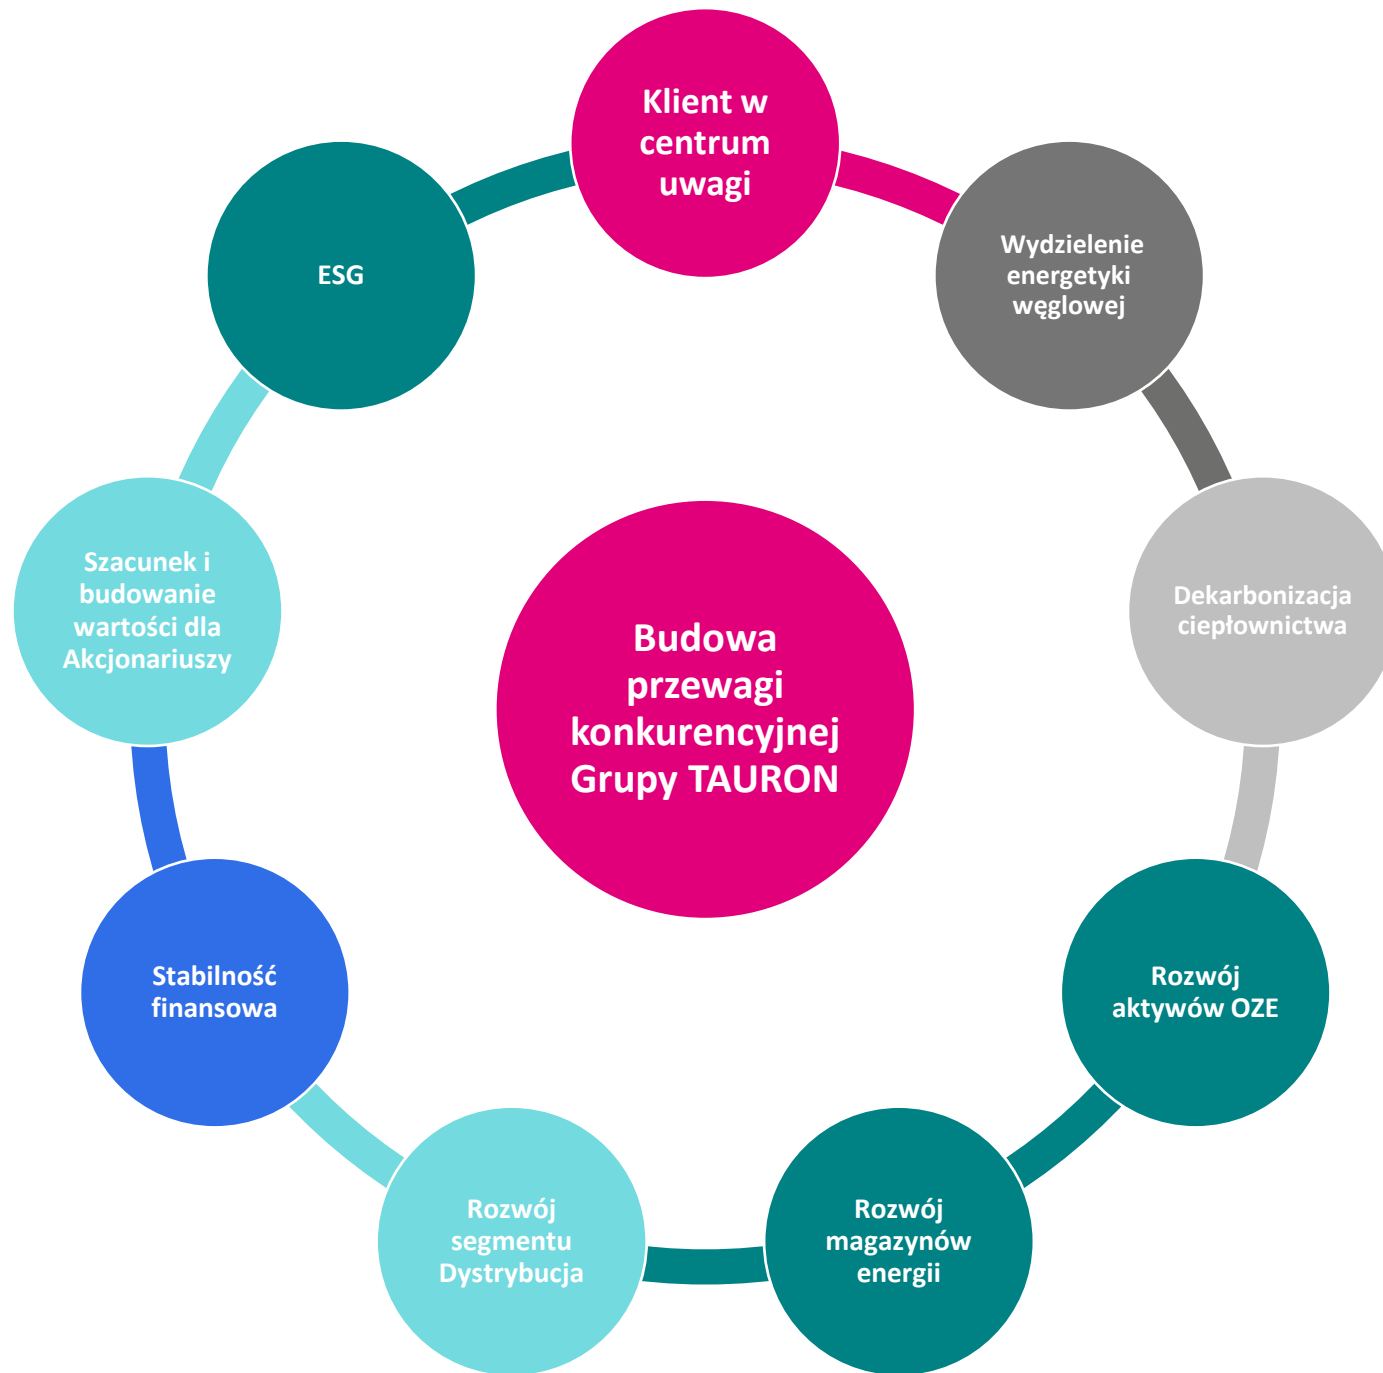 Klient w
centrum
uwagi
Wydzielenie
energetyki
węglowej
Dekarbonizacja
ciepłownictwa
Rozwój
aktywów OZE
Rozwój
magazynów
energii
Rozwój
segmentu
Dystrybucja
Stabilność
finansowa
Szacunek i
budowanie
wartości dla
Akcjonariuszy
ESG
Budowa
przewagi
konkurencyjnej
Grupy TAURON